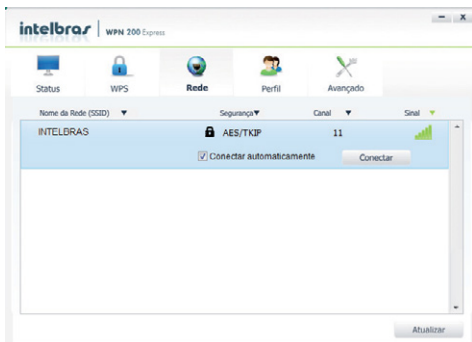 intelbras WPN 200 Express
Status WPS Rede Perfil Avançado
Nome da Rede (SSID) Segurança Canal Sinal
INTELBRAS AES/TKIP 11
Conectar automaticamente Conectar
Atualizar